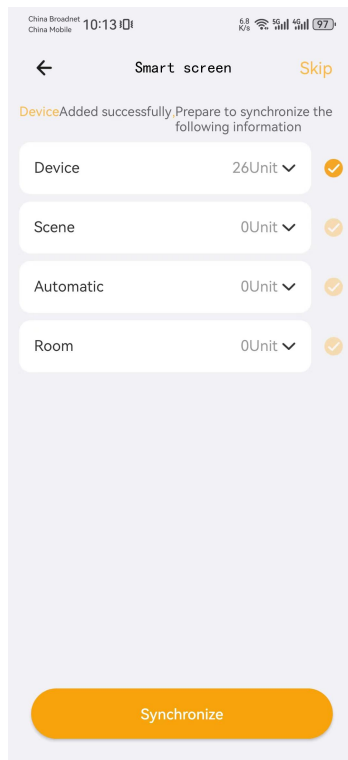 China Broadnet
China Mobile 10:13 6.8 K/s 5G 4G 97
Smart screen Skip
DeviceAdded successfully,Prepare to synchronize the
following information
Device 26Unit
Scene 0Unit
Automatic 0Unit
Room 0Unit
Synchronize